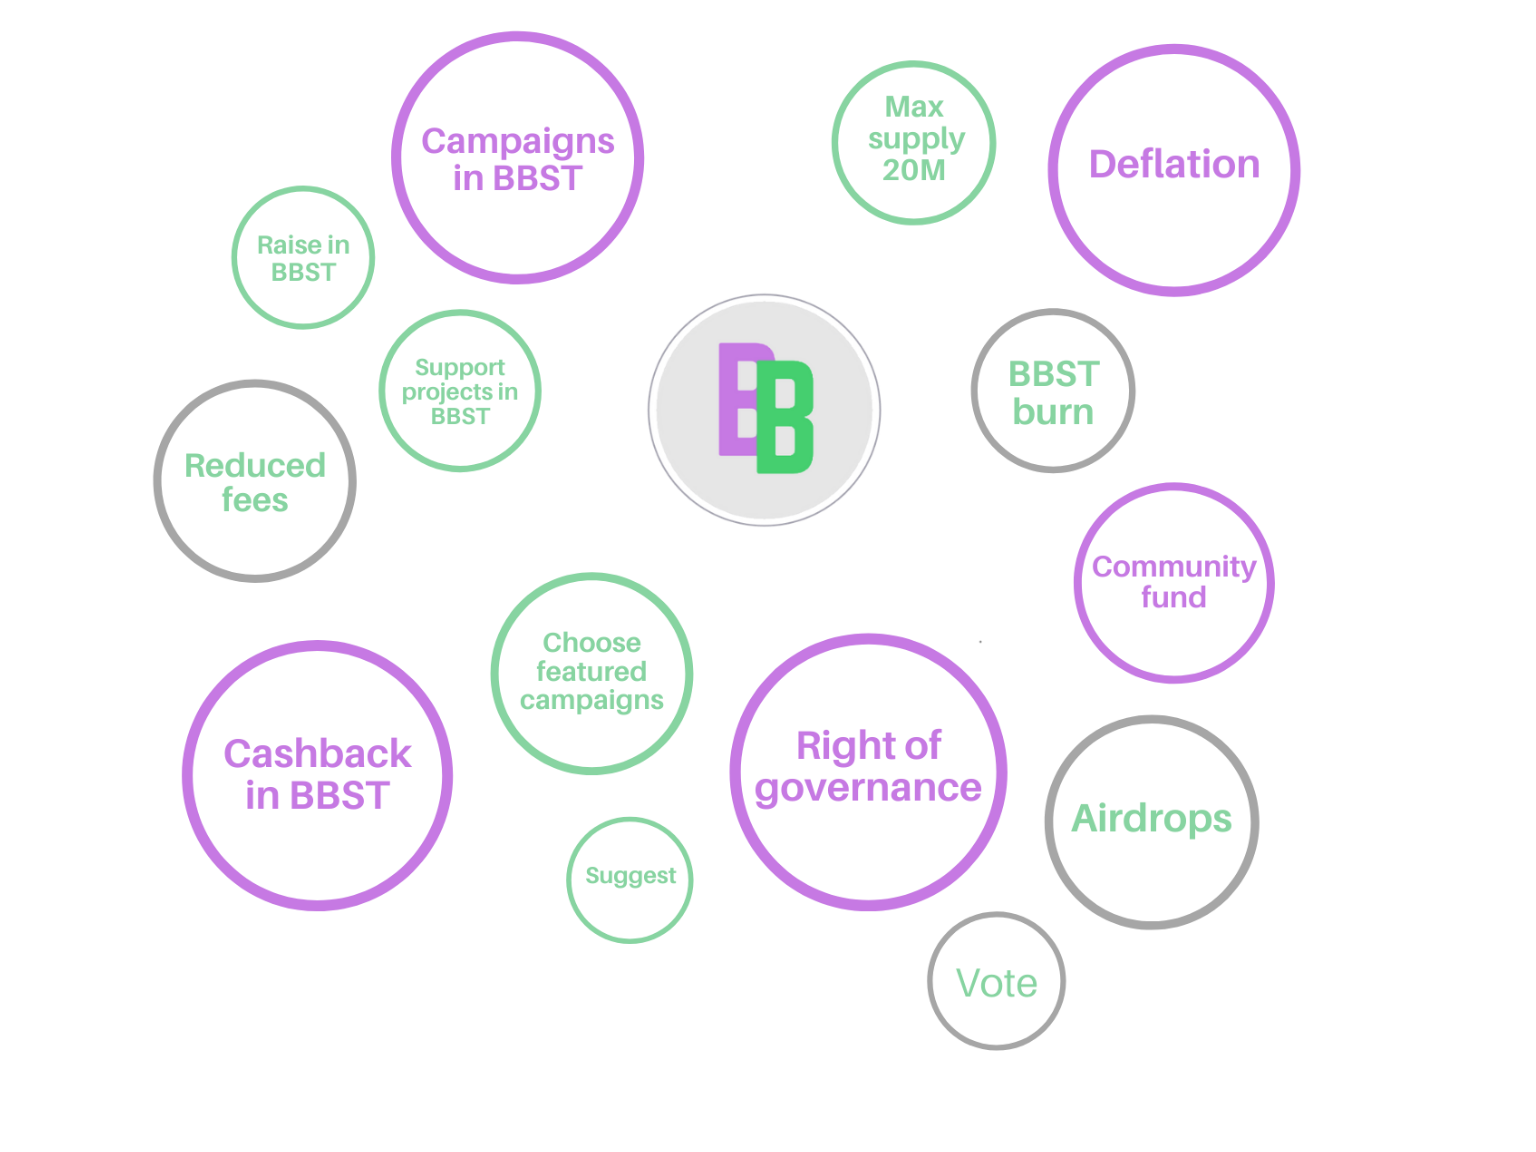 Campaigns
in BBST
Max
supply
20M
Deflation
Raise in
BBST
Support
projects in
BBST
BB
BBST
burn
Reduced
fees
Community
fund
Choose
featured
campaigns
Cashback
in BBST
Right of
governance
Airdrops
Suggest
Vote